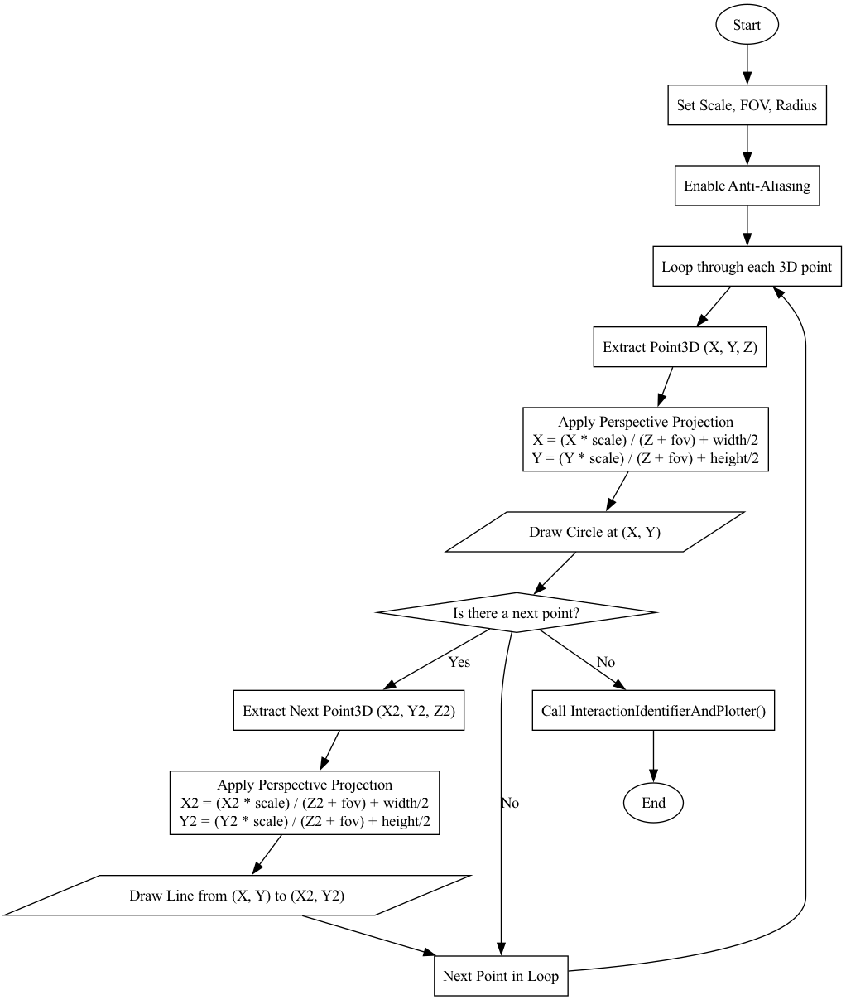 Start
Set Scale, FOV, Radius
Enable Anti-Aliasing
Loop through each 3D point
Extract Point3D (X, Y, Z)
Apply Perspective Projection
X = (X * scale) / (Z + fov) + width/2
Y = (Y * scale) / (Z + fov) + height/2
Draw Circle at (X, Y)
Is there a next point?
Yes
No
Extract Next Point3D (X2, Y2, Z2)
Call InteractionIdentifierAndPlotter()
Apply Perspective Projection
X2 = (X2 * scale) / (Z2 + fov) + width/2
Y2 = (Y2 * scale) / (Z2 + fov) + height/2
No
End
Draw Line from (X, Y) to (X2, Y2)
Next Point in Loop